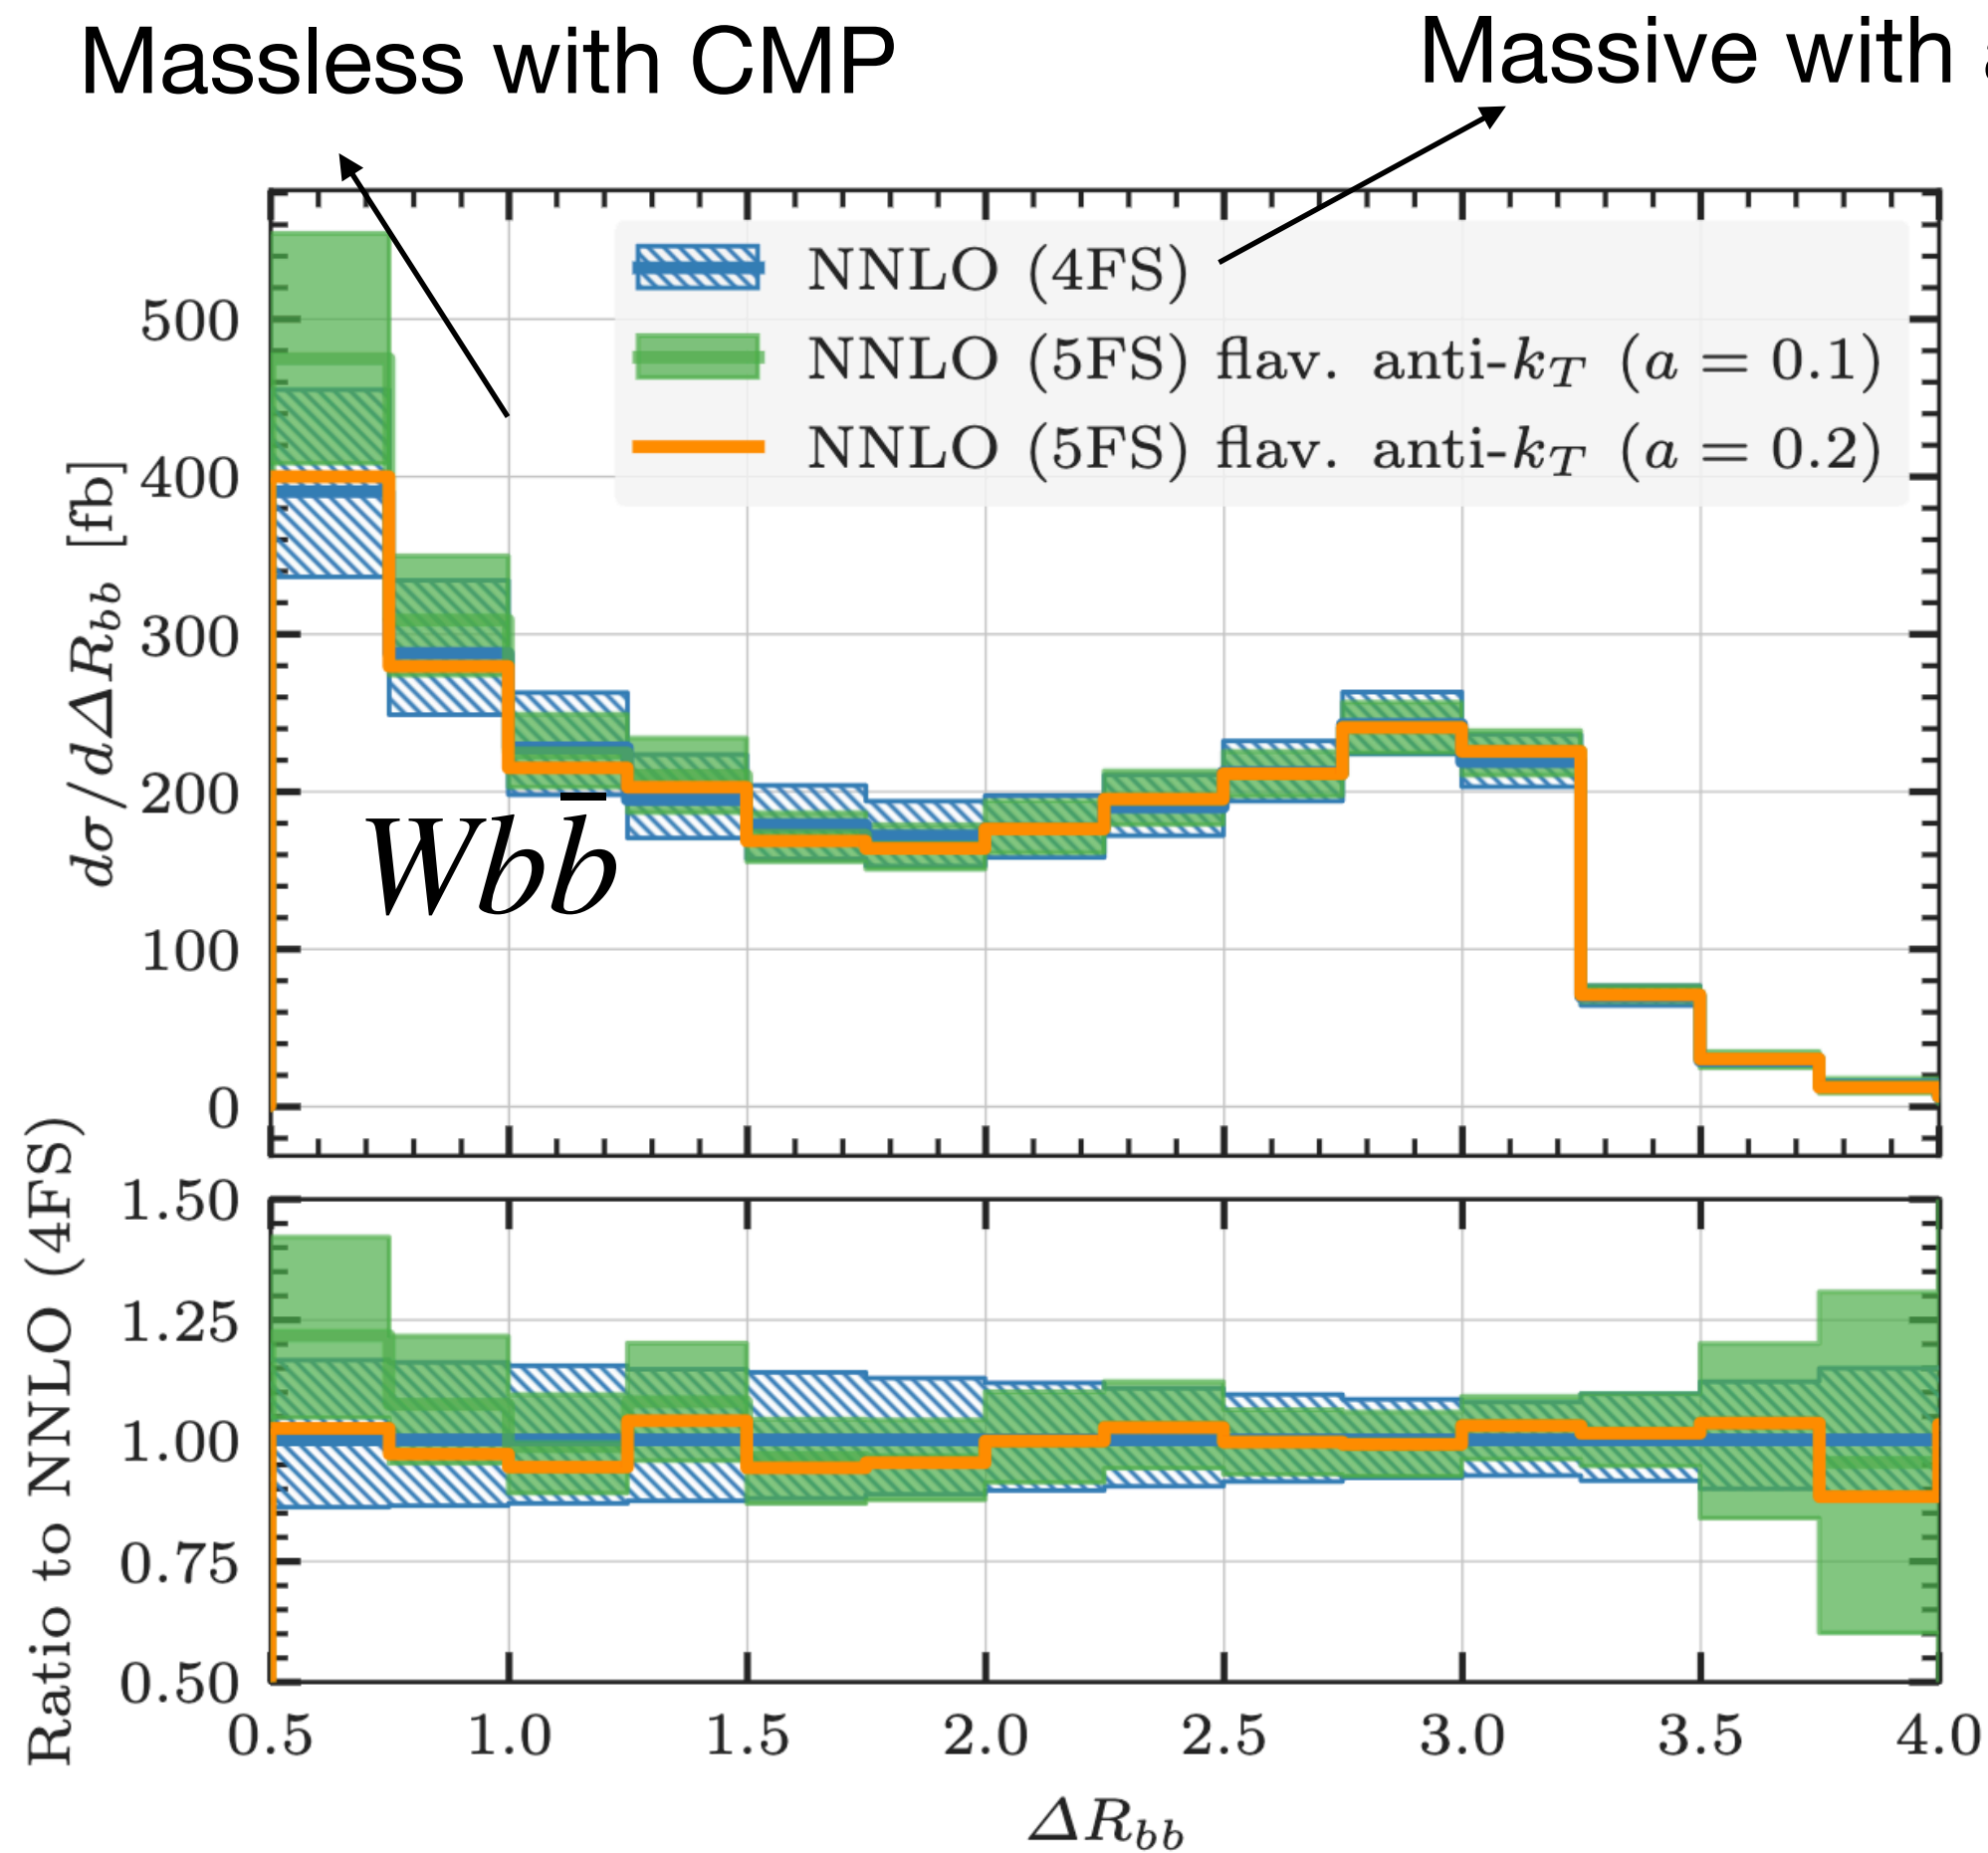 Massless with CMP
Massive with a
NNLO (4FS)
NNLO (5FS) flav. anti-k_T (a = 0.1)
NNLO (5FS) flav. anti-k_T (a = 0.2)
dσ/dΔR_bb [fb]
500
400
300
200
100
0
Wbb̅
Ratio to NNLO (4FS)
1.50
1.25
1.00
0.75
0.50
0.5 1.0 1.5 2.0 2.5 3.0 3.5 4.0
ΔR_bb